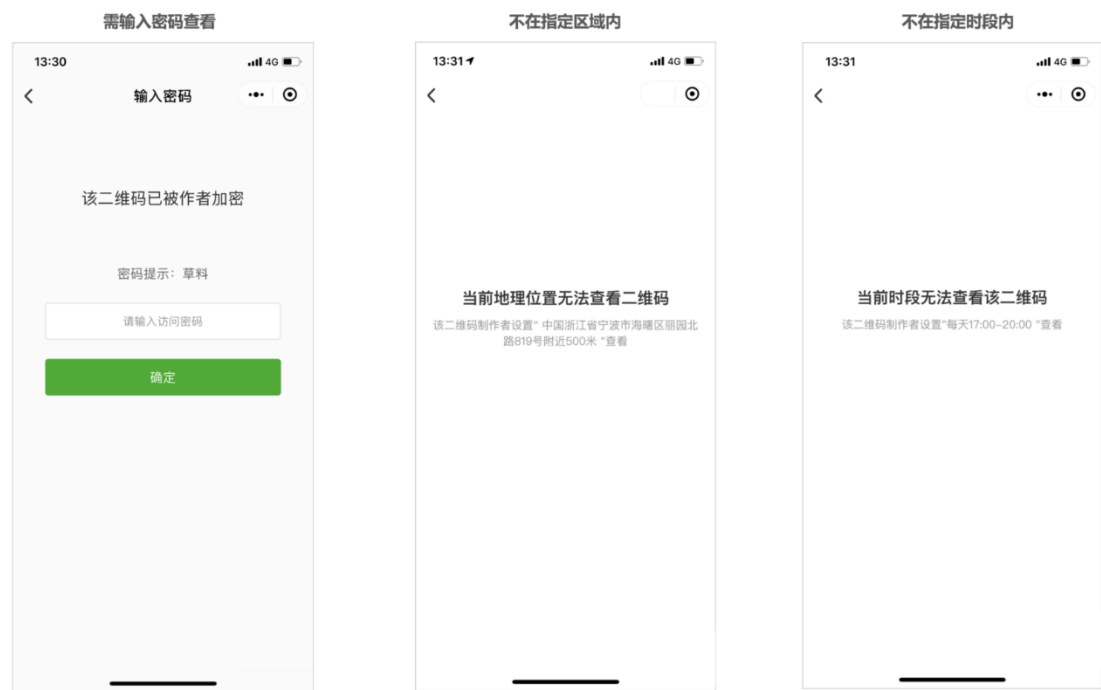 需输入密码查看
不在指定区域内
不在指定时段内
13:30
4G
输入密码
该二维码已被作者加密
密码提示：草料
请输入访问密码
确定
13:31
4G
当前地理位置无法查看二维码
该二维码制作者设置" 中国浙江省宁波市海曙区丽园北
路819号附近500米 "查看
13:31
4G
当前时段无法查看该二维码
该二维码制作者设置"每天17:00-20:00 "查看